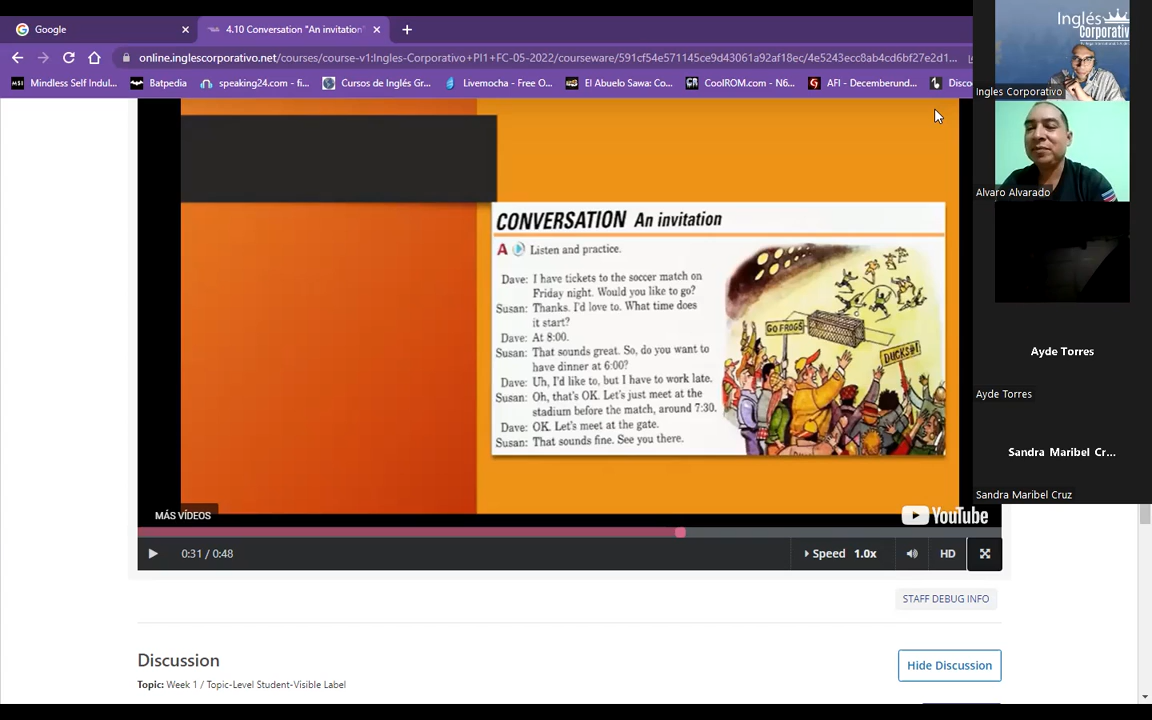 Google
4.10 Conversation "An invitation"
online.inglescorporativo.net/courses/course-v1:Ingles-Corporativo+PI1+FC-05-2022/courseware/591cf54e571145ce9d43061a92af18ec/4e5243ecc8ab4cd6bf27e2d1...
Mindless Self Indul...
Batpedia
speaking24.com – fi...
Cursos de Inglés Gr...
Livemocha - Free O...
El Abuelo Sawa: Co...
CoolROM.com - N6...
AFI - Decemberund...
Disco
Inglés
Corporativ
Ingles Corporativo
Alvaro Alvarado
Ayde Torres
Ayde Torres
Sandra Maribel Cr...
Sandra Maribel Cruz
CONVERSATION An invitation
A Listen and practice.
Dave: I have tickets to the soccer match on
Friday night. Would you like to go?
Susan: Thanks. I'd love to. What time does
it start?
Dave: At 8:00.
Susan: That sounds great. So, do you want to
have dinner at 6:00?
Dave: Uh, I'd like to, but I have to work late.
Susan: Oh, that's OK. Let's just meet at the
stadium before the match, around 7:30.
Dave: OK. Let's meet at the gate.
Susan: That sounds fine. See you there.
GO FROGS
DUCKS!
MÁS VÍDEOS
YouTube
0:31 / 0:48
Speed 1.0x
HD
STAFF DEBUG INFO
Discussion
Hide Discussion
Topic: Week 1 / Topic-Level Student-Visible Label